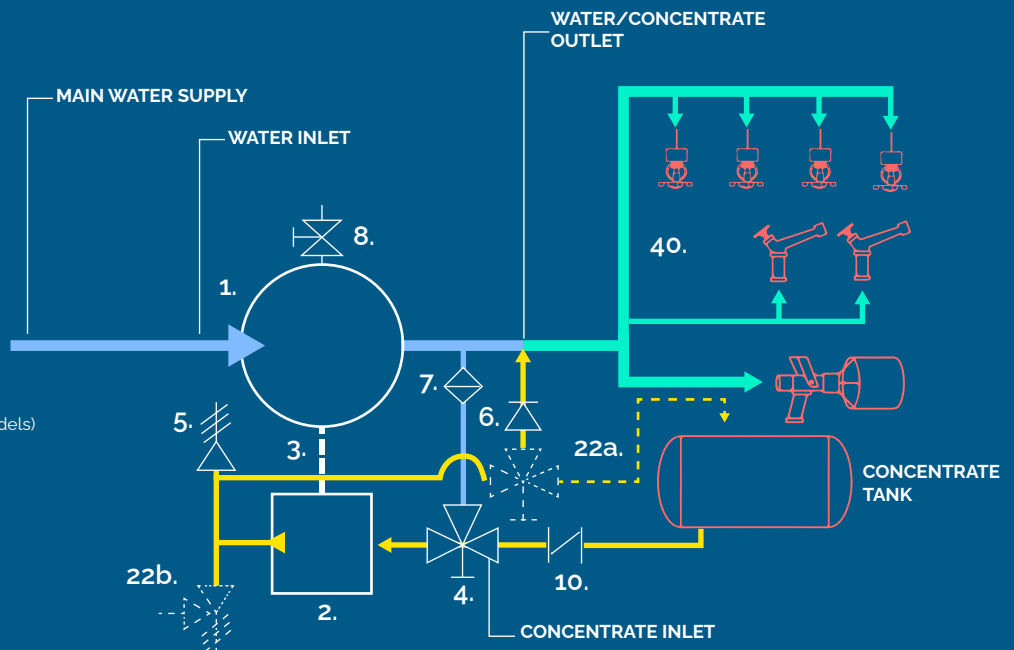 WATER/CONCENTRATE
OUTLET
MAIN WATER SUPPLY
WATER INLET
8.
40.
1.
7.
5.
6.
dels)
3.
22a.
CONCENTRATE
TANK
22b.
10.
4.
2.
CONCENTRATE INLET